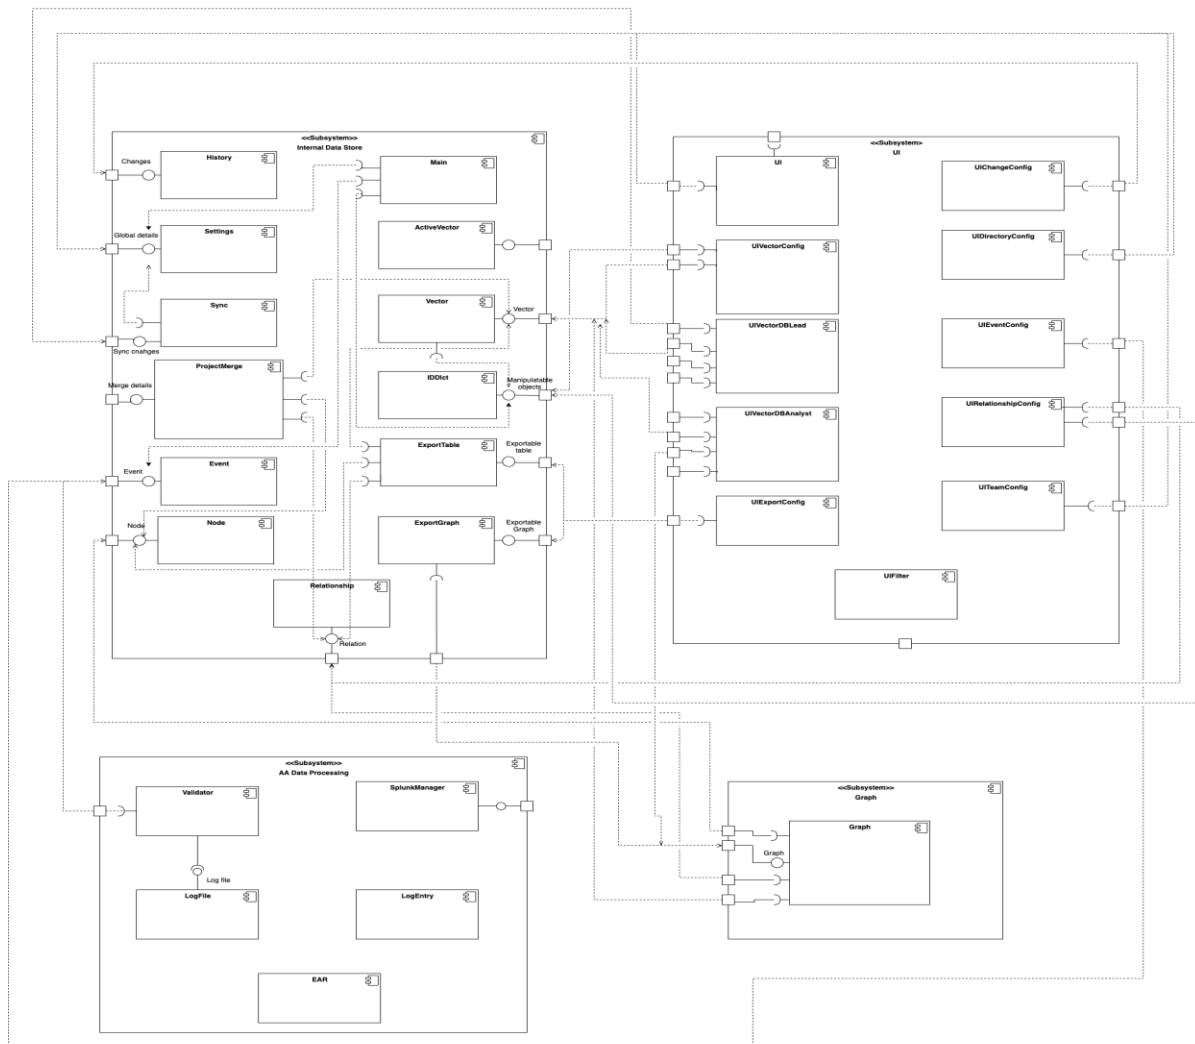 <<Subsystem>>
Internal Data Store
Changes
History
Main
Global details
Settings
ActiveVector
Sync
Sync cnahges
Vector
Vector
ProjectMerge
Merge details
IDDict
Manipulatable
objects
Event
Event
ExportTable
Exportable
table
Node
Node
ExportGraph
Exportable
Graph
Relationship
Relation
<<Subsystem>>
UI
UI
UIChangeConfig
UIVectorConfig
UIDirectoryConfig
UIVectorDBLead
UIEventConfig
UIVectorDBAnalyst
UIRelationshipConfig
UIExportConfig
UITeamConfig
UIFilter
<<Subsystem>>
AA Data Processing
Validator
SplunkManager
Log file
LogFile
LogEntry
EAR
<<Subsystem>>
Graph
Graph
Graph